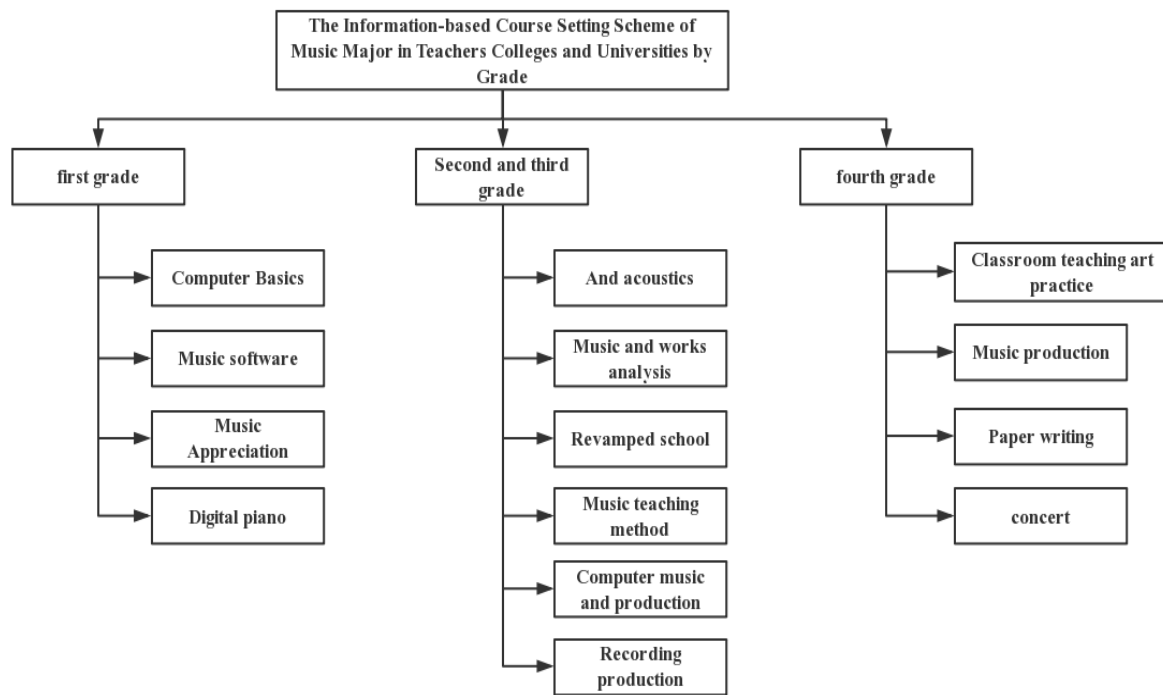 The Information-based Course Setting Scheme of
Music Major in Teachers Colleges and Universities by
Grade
first grade
Computer Basics
Music software
Music
Appreciation
Digital piano
Second and third
grade
And acoustics
Music and works
analysis
Revamped school
Music teaching
method
Computer music
and production
Recording
production
fourth grade
Classroom teaching art
practice
Music production
Paper writing
concert